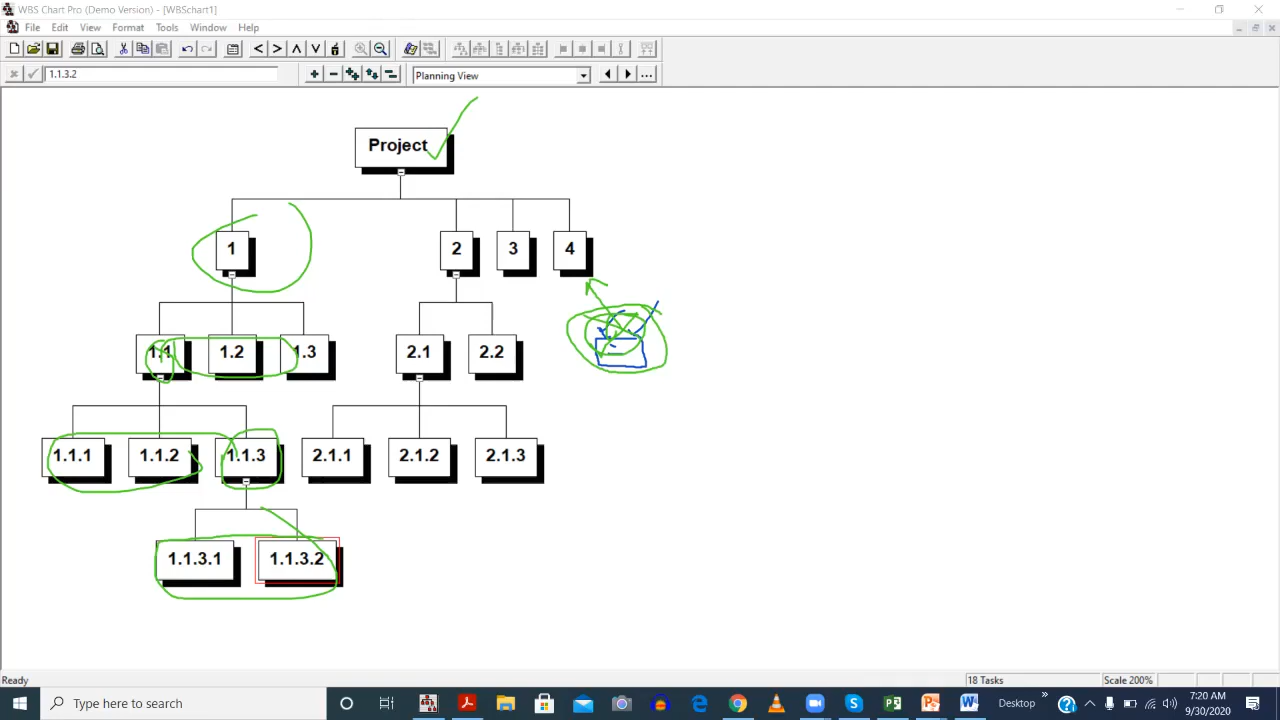 WBS Chart Pro (Demo Version) - [WBSchart1]
File Edit View Format Tools Window Help
1.1.3.2
Planning View
Project
1 2 3 4
1.1 1.2 1.3 2.1 2.2
1.1.1 1.1.2 1.1.3 2.1.1 2.1.2 2.1.3
1.1.3.1 1.1.3.2
Ready 18 Tasks Scale 200%
Type here to search Desktop 7:20 AM
9/30/2020